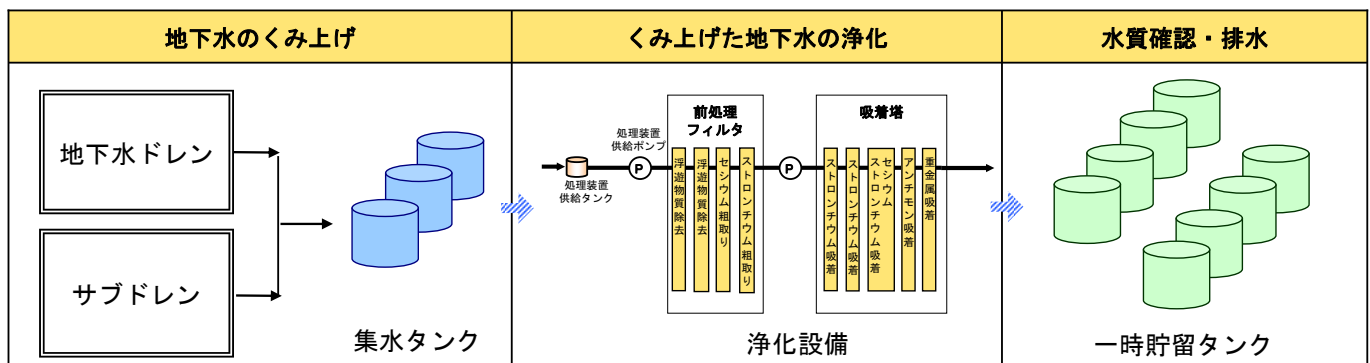 地下水のくみ上げ
くみ上げた地下水の浄化
水質確認・排水
地下水ドレン
サブドレン
集水タンク
処理装置
供給タンク
処理装置
供給ポンプ
P
前処理
フィルタ
浮遊物質除去
浮遊物質除去
セシウム粗取り
ストロンチウム粗取り
P
吸着塔
ストロンチウム吸着
ストロンチウム吸着
セシウム
ストロンチウム吸着
アンチモン吸着
重金属吸着
浄化設備
一時貯留タンク